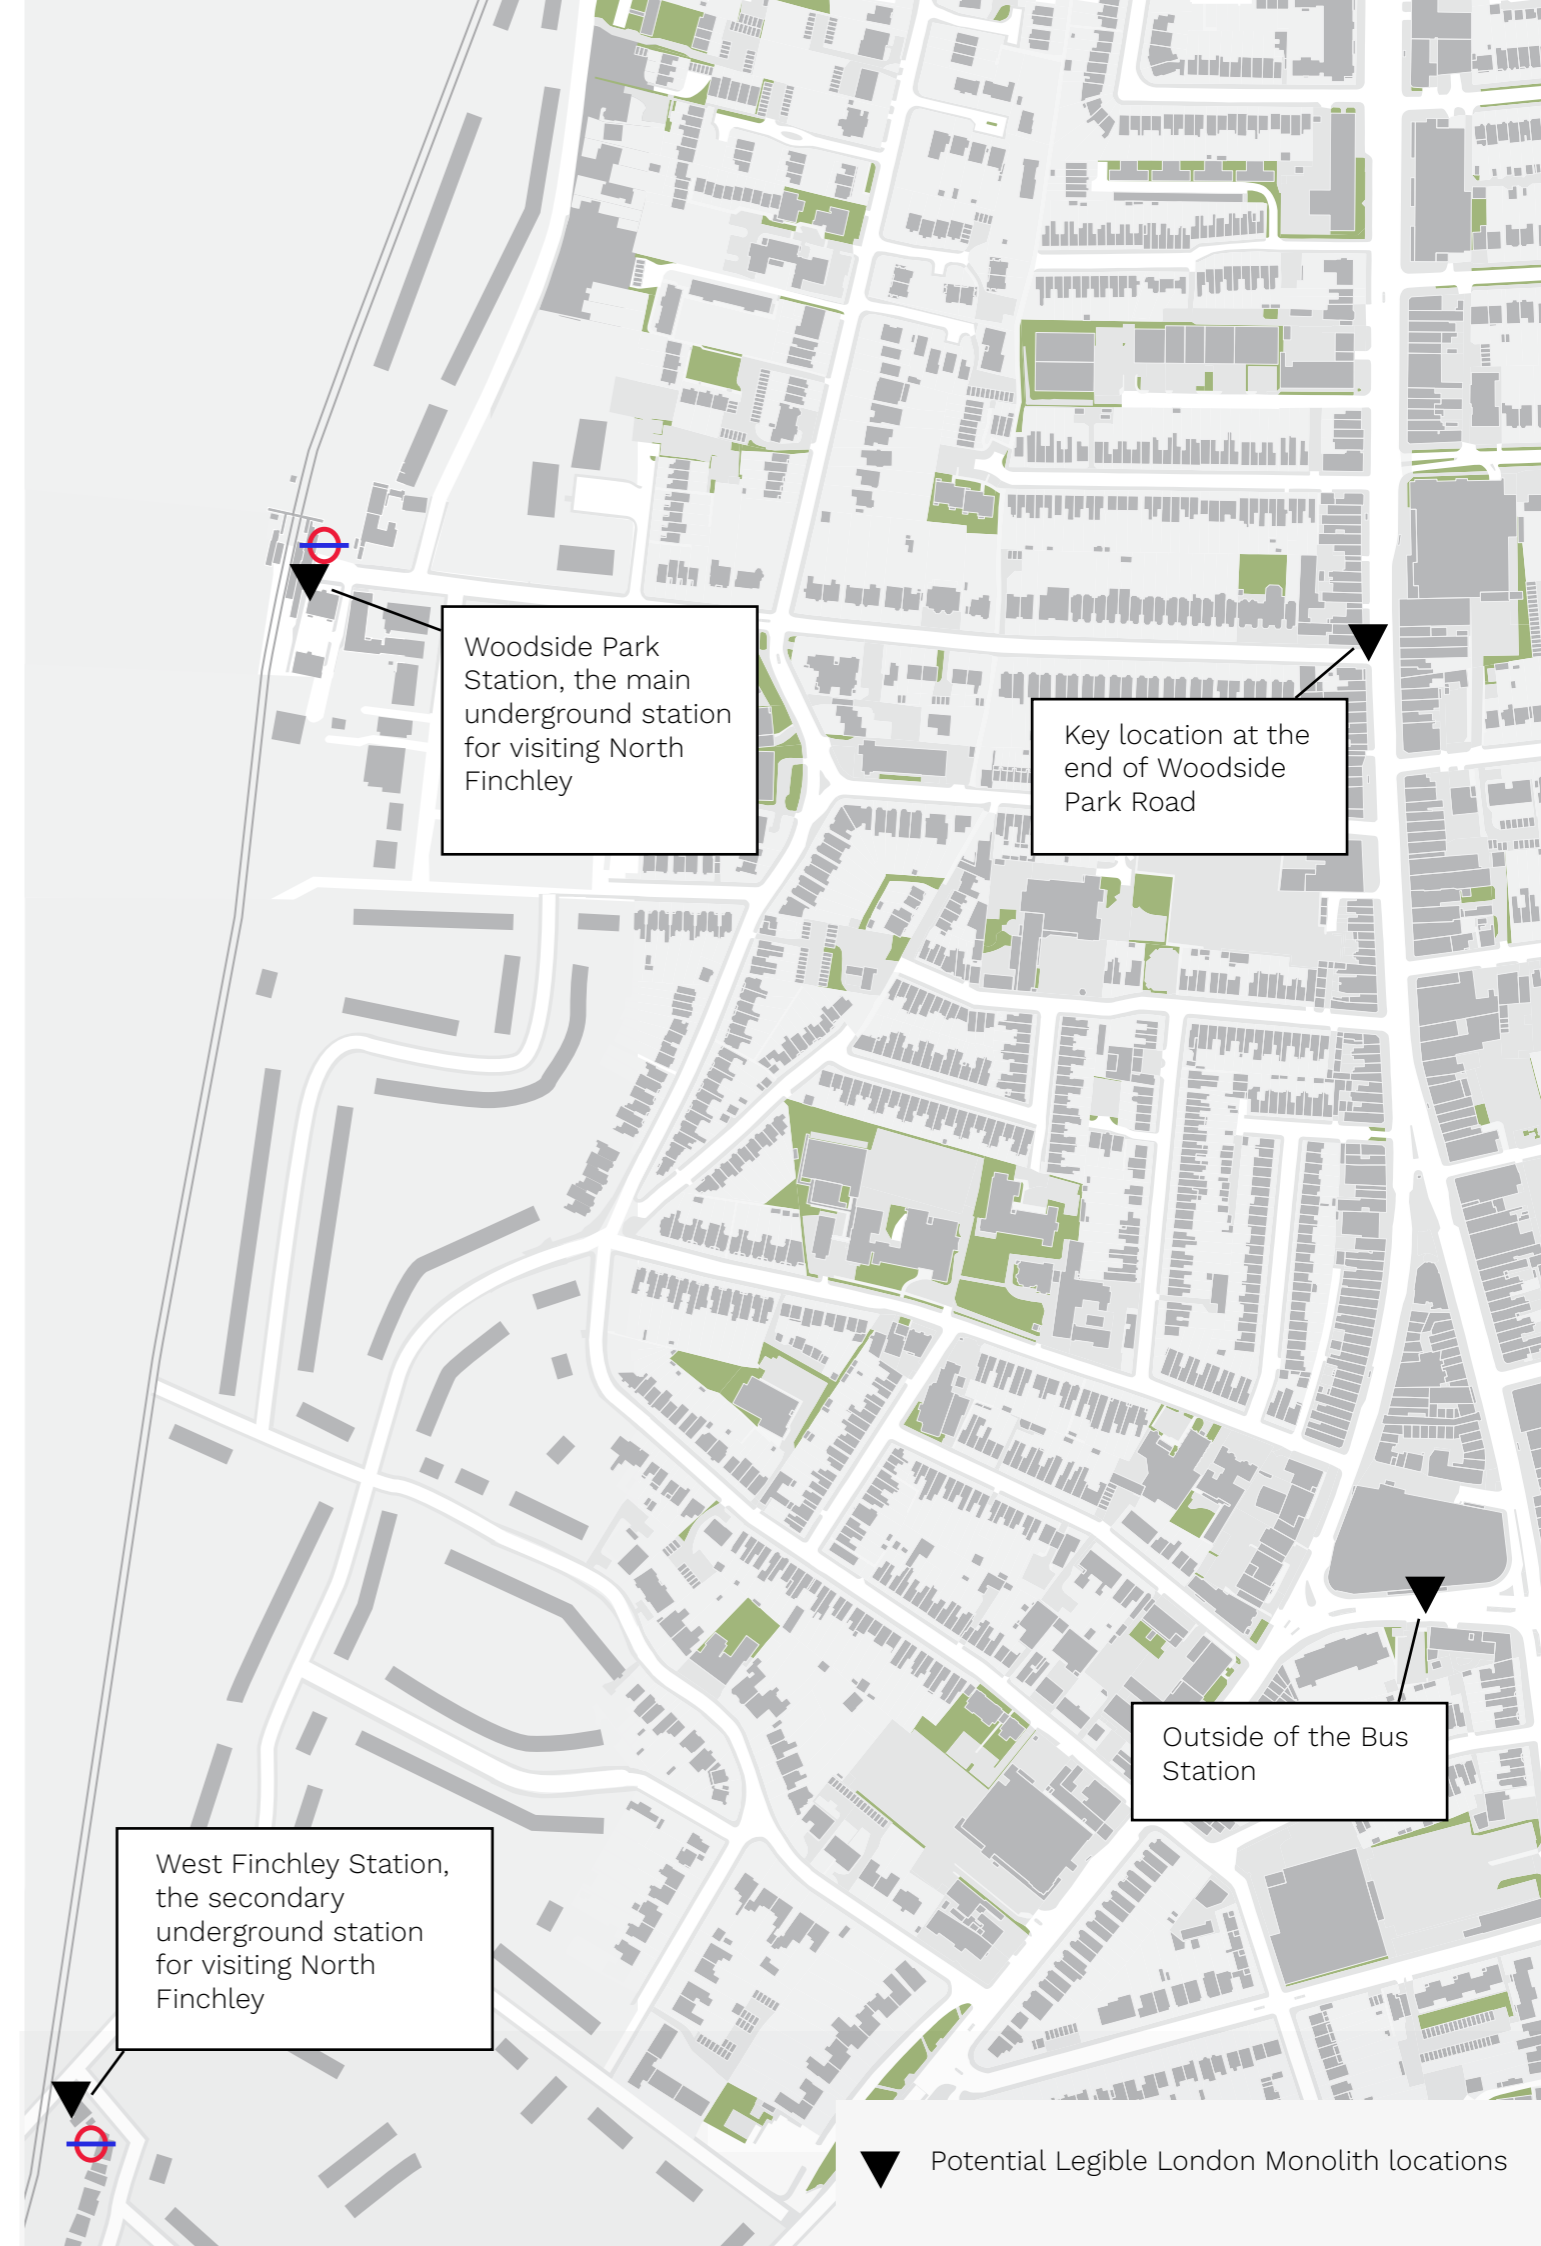 Woodside Park
Station, the main
underground station
for visiting North
Finchley
Key location at the
end of Woodside
Park Road
Outside of the Bus
Station
West Finchley Station,
the secondary
underground station
for visiting North
Finchley
Potential Legible London Monolith locations